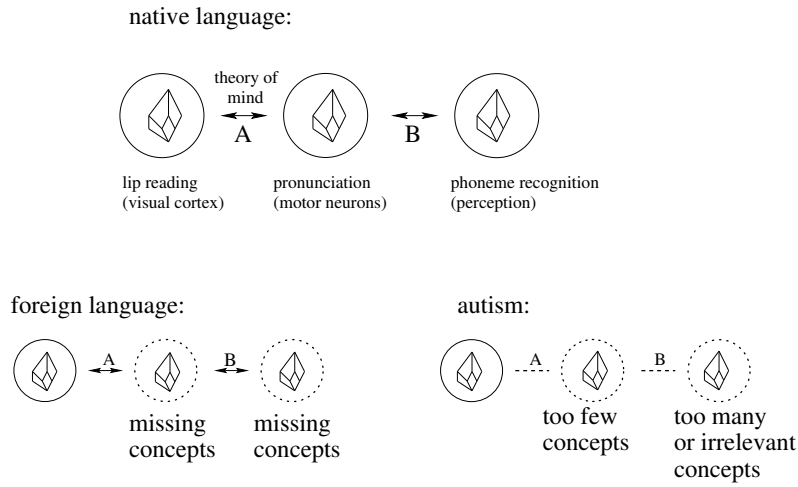 native language:
theory of
mind
A
B
lip reading
(visual cortex)
pronunciation
(motor neurons)
phoneme recognition
(perception)
foreign language:
A
B
missing
concepts
missing
concepts
autism:
A
B
too few
concepts
too many
or irrelevant
concepts